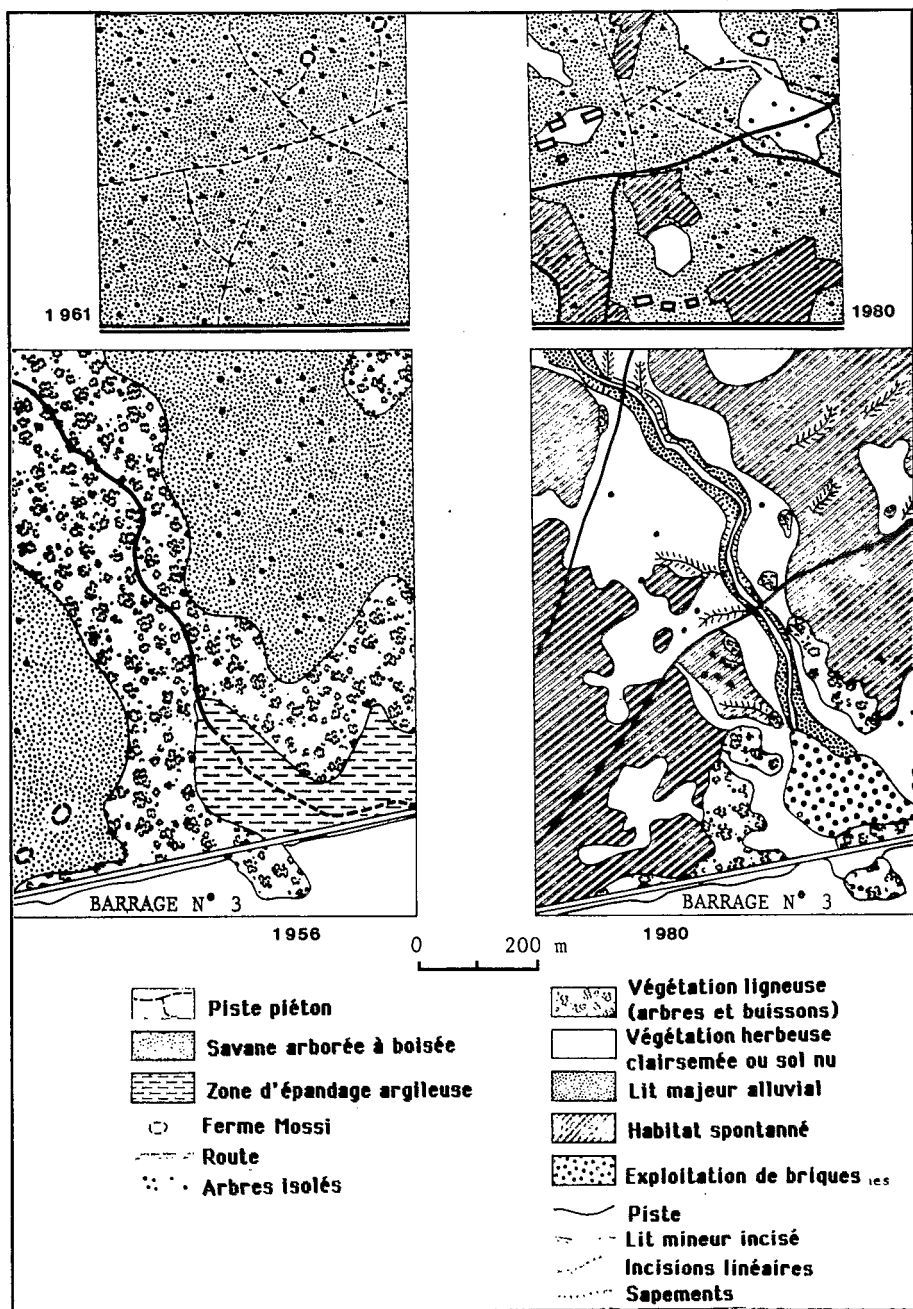 1961
1980
BARRAGE N° 3
BARRAGE N° 3
1956
1980
0 200 m
Piste piéton
Savane arborée à boisée
Zone d'épandage argileuse
Ferme Mossi
Route
Arbres isolés
Végétation ligneuse
(arbres et buissons)
Végétation herbeuse
clairsemée ou sol nu
Lit majeur alluvial
Habitat spontanné
Exploitation de briques ies
Piste
Lit mineur incisé
Incisions linéaires
Sapements